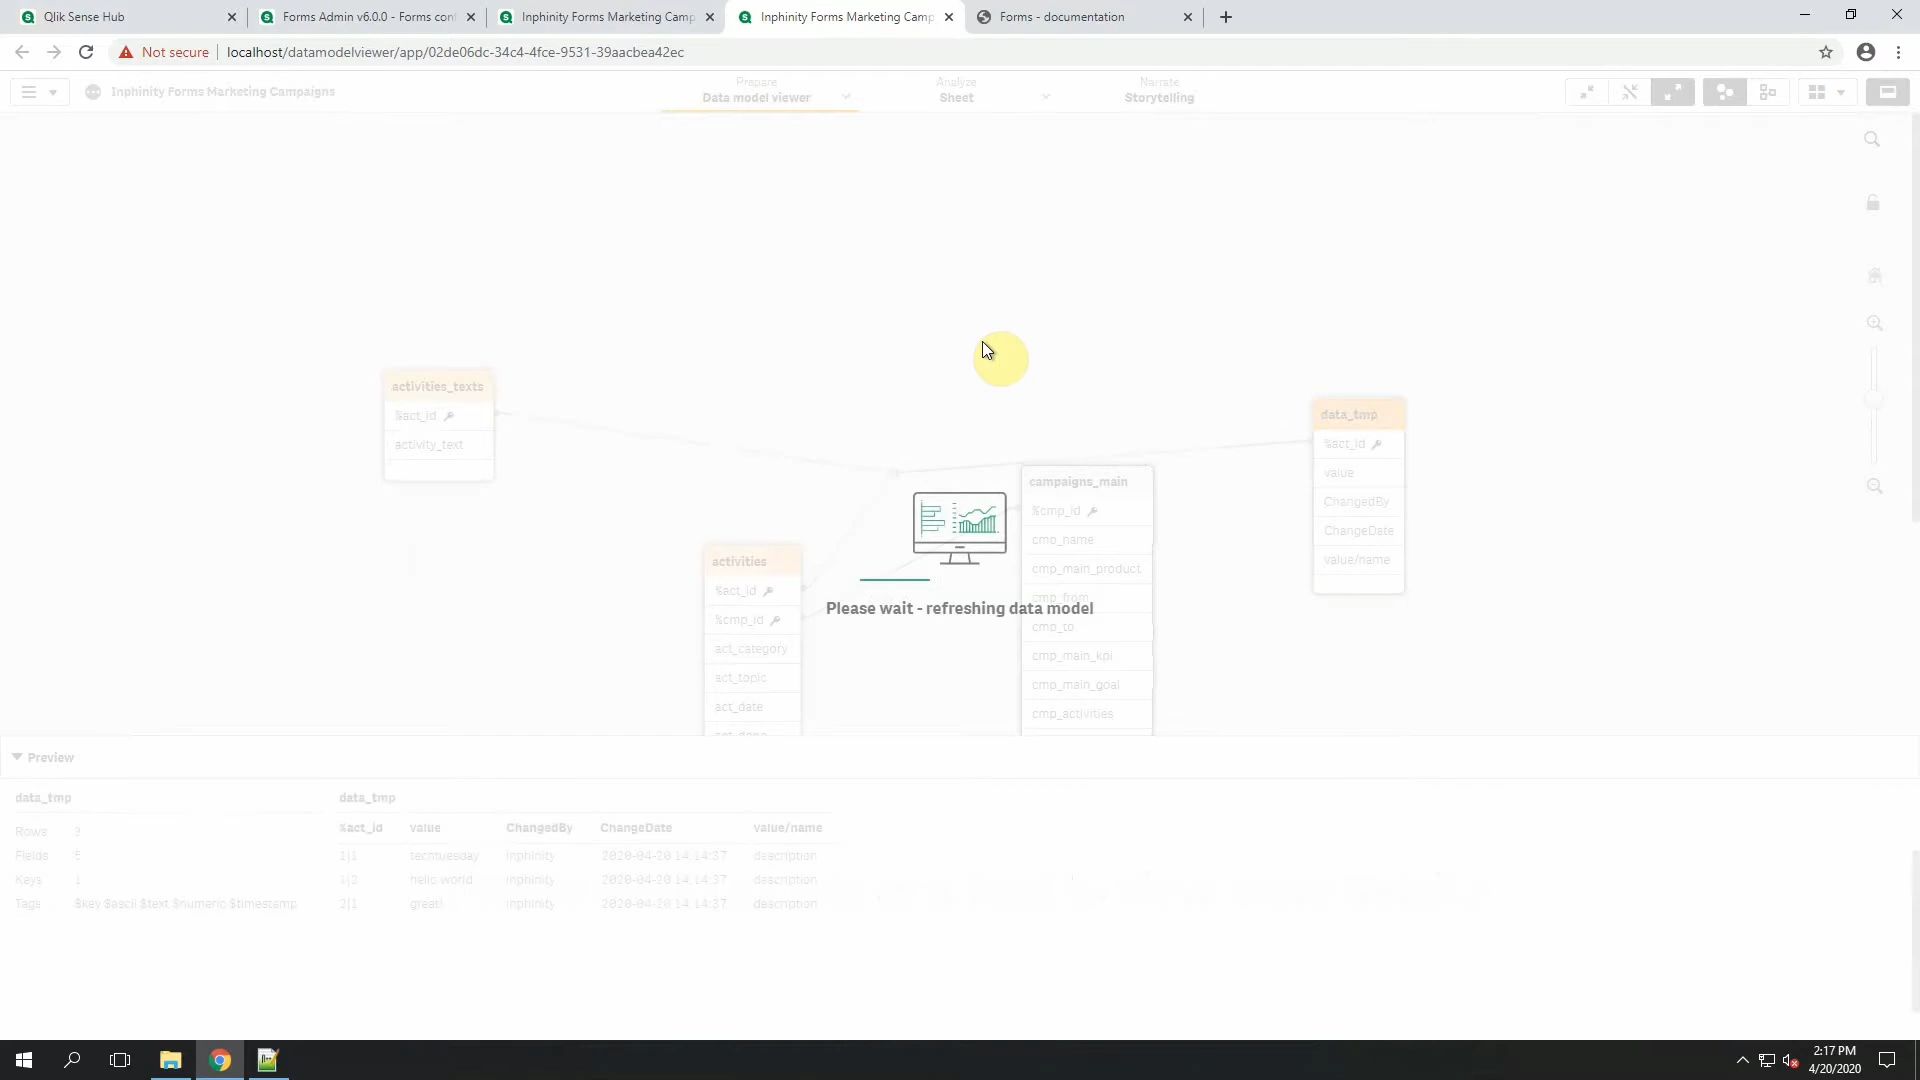 Qlik Sense Hub
Forms Admin v6.0.0 - Forms con
Inphinity Forms Marketing Camp
Inphinity Forms Marketing Camp
Forms - documentation
Not secure
localhost/datamodelviewer/app/02de06dc-34c4-4fce-9531-39aacbea42ec
Inphinity Forms Marketing Campaigns
Prepare
Data model viewer
Analyze
Sheet
Narrate
Storytelling
activities_texts
%act_id
activity_text
data_tmp
%act_id
value
ChangedBy
ChangeDate
value/name
campaigns_main
%cmp_id
cmp_name
cmp_main_product
cmp_from
cmp_to
cmp_main_kpi
cmp_main_goal
cmp_activities
activities
%act_id
%cmp_id
act_category
act_topic
act_date
act_done
Please wait - refreshing data model
Preview
data_tmp
Rows 3
Fields 5
Keys 1
Tags $key $ascii $text $numeric $timestamp
data_tmp
%act_id value ChangedBy ChangeDate value/name
1|1 techtuesday inphinity 2020-04-20 14:14:37 description
1|2 hello world inphinity 2020-04-20 14:14:37 description
2|1 great! inphinity 2020-04-20 14:14:37 description
2:17 PM
4/20/2020